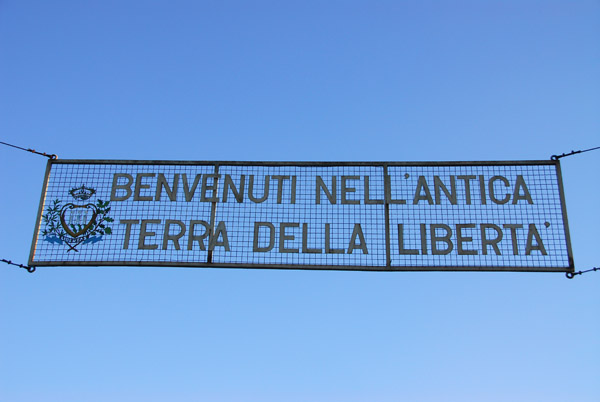 BENVENUTI NELL'ANTICA
TERRA DELLA LIBERTA'